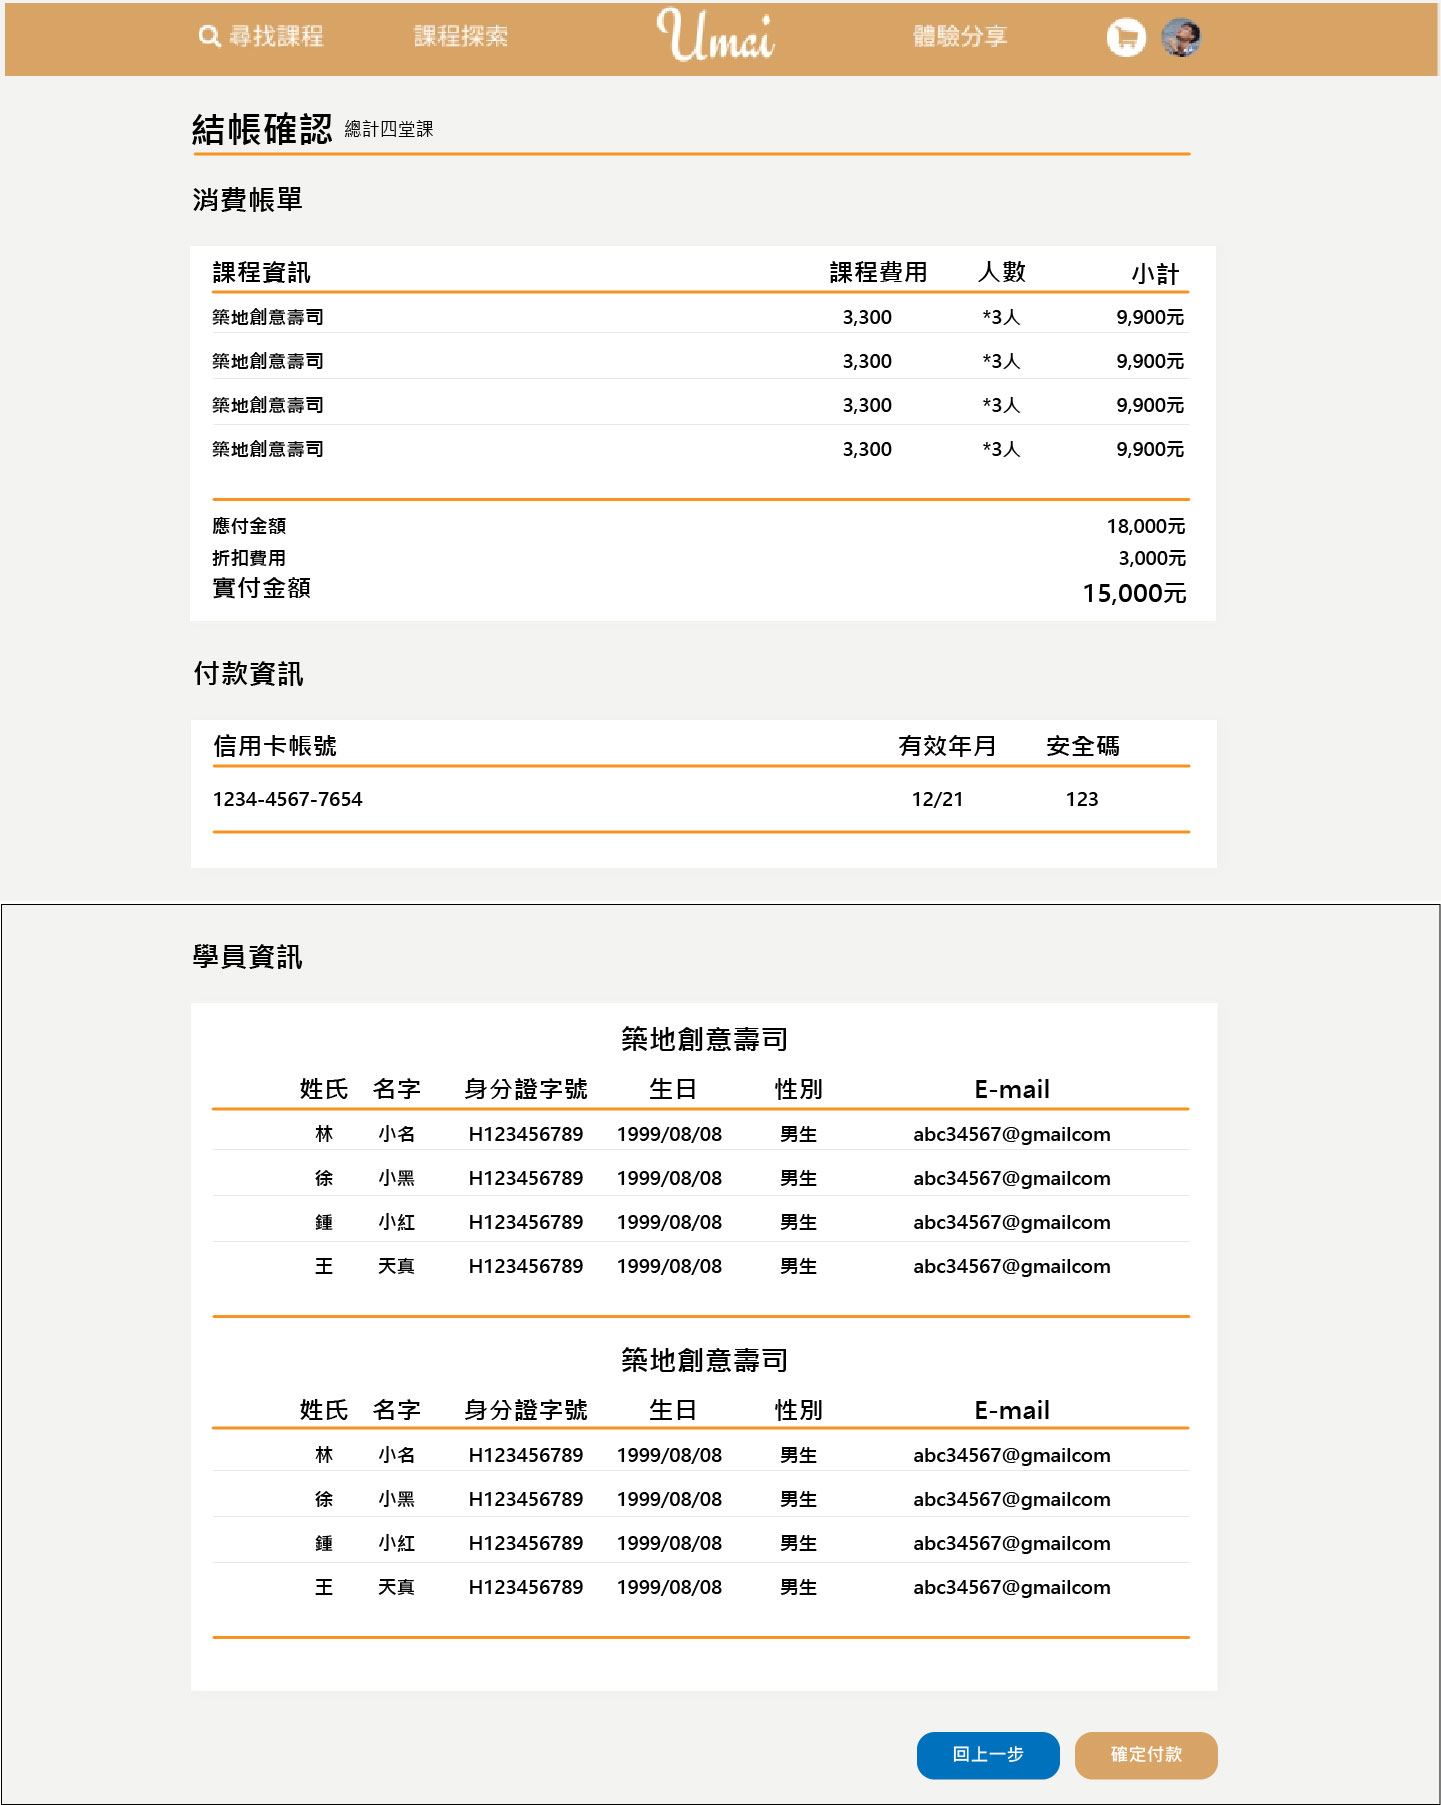 尋找課程 課程探索 Umai 體驗分享
結帳確認 總計四堂課
消費帳單
課程資訊 課程費用 人數 小計
築地創意壽司 3,300 *3人 9,900元
築地創意壽司 3,300 *3人 9,900元
築地創意壽司 3,300 *3人 9,900元
築地創意壽司 3,300 *3人 9,900元
應付金額 18,000元
折扣費用 3,000元
實付金額 15,000元
付款資訊
信用卡帳號 有效年月 安全碼
1234-4567-7654 12/21 123
學員資訊
築地創意壽司
姓氏 名字 身分證字號 生日 性別 E-mail
林 小名 H123456789 1999/08/08 男生 abc34567@gmailcom
徐 小黑 H123456789 1999/08/08 男生 abc34567@gmailcom
鍾 小紅 H123456789 1999/08/08 男生 abc34567@gmailcom
王 天真 H123456789 1999/08/08 男生 abc34567@gmailcom
築地創意壽司
姓氏 名字 身分證字號 生日 性別 E-mail
林 小名 H123456789 1999/08/08 男生 abc34567@gmailcom
徐 小黑 H123456789 1999/08/08 男生 abc34567@gmailcom
鍾 小紅 H123456789 1999/08/08 男生 abc34567@gmailcom
王 天真 H123456789 1999/08/08 男生 abc34567@gmailcom
回上一步 確定付款